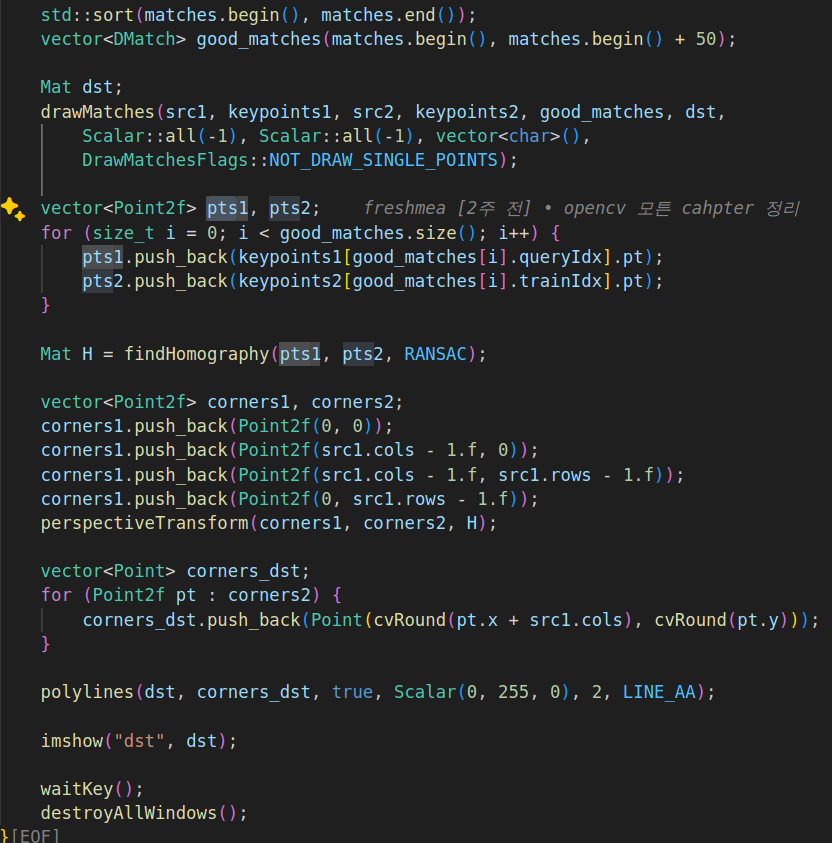 std::sort(matches.begin(), matches.end());
vector<DMatch> good_matches(matches.begin(), matches.begin() + 50);
Mat dst;
drawMatches(src1, keypoints1, src2, keypoints2, good_matches, dst,
Scalar::all(-1), Scalar::all(-1), vector<char>(),
DrawMatchesFlags::NOT_DRAW_SINGLE_POINTS);
vector<Point2f> pts1, pts2; freshmea [2주 전] • opencv 모튼 cahpter 정리
for (size_t i = 0; i < good_matches.size(); i++) {
pts1.push_back(keypoints1[good_matches[i].queryIdx].pt);
pts2.push_back(keypoints2[good_matches[i].trainIdx].pt);
}
Mat H = findHomography(pts1, pts2, RANSAC);
vector<Point2f> corners1, corners2;
corners1.push_back(Point2f(0, 0));
corners1.push_back(Point2f(src1.cols - 1.f, 0));
corners1.push_back(Point2f(src1.cols - 1.f, src1.rows - 1.f));
corners1.push_back(Point2f(0, src1.rows - 1.f));
perspectiveTransform(corners1, corners2, H);
vector<Point> corners_dst;
for (Point2f pt : corners2) {
corners_dst.push_back(Point(cvRound(pt.x + src1.cols), cvRound(pt.y)));
}
polylines(dst, corners_dst, true, Scalar(0, 255, 0), 2, LINE_AA);
imshow("dst", dst);
waitKey();
destroyAllWindows();
}[EOF]